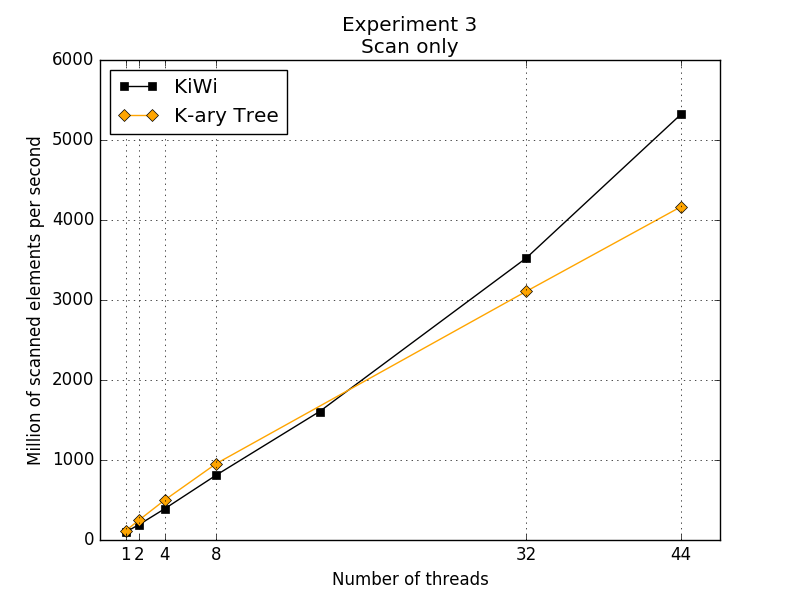 Experiment 3
Scan only
KiWi
K-ary Tree
Million of scanned elements per second
6000
5000
4000
3000
2000
1000
0
1 2 4 8 32 44
Number of threads